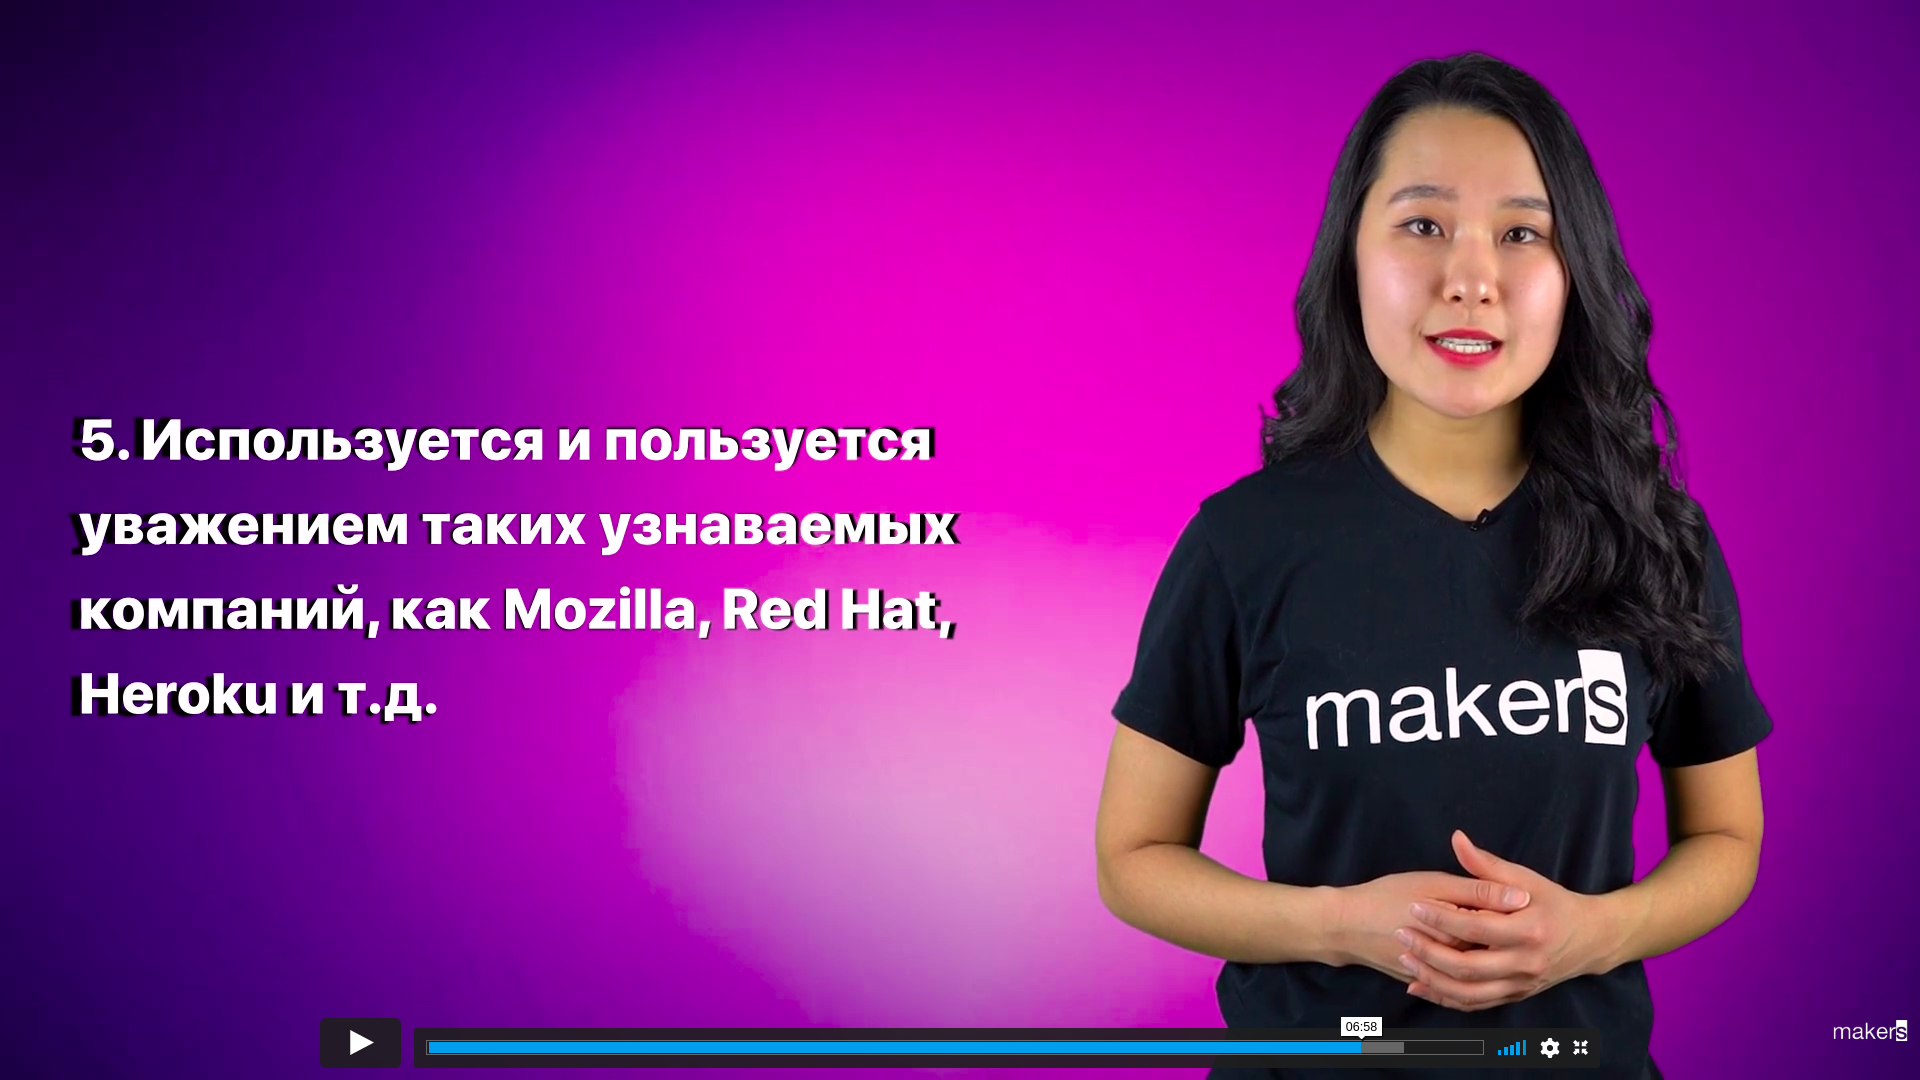 5. Используется и пользуется
уважением таких узнаваемых
компаний, как Mozilla, Red Hat,
Heroku и т.д.
makers
06:58
makers